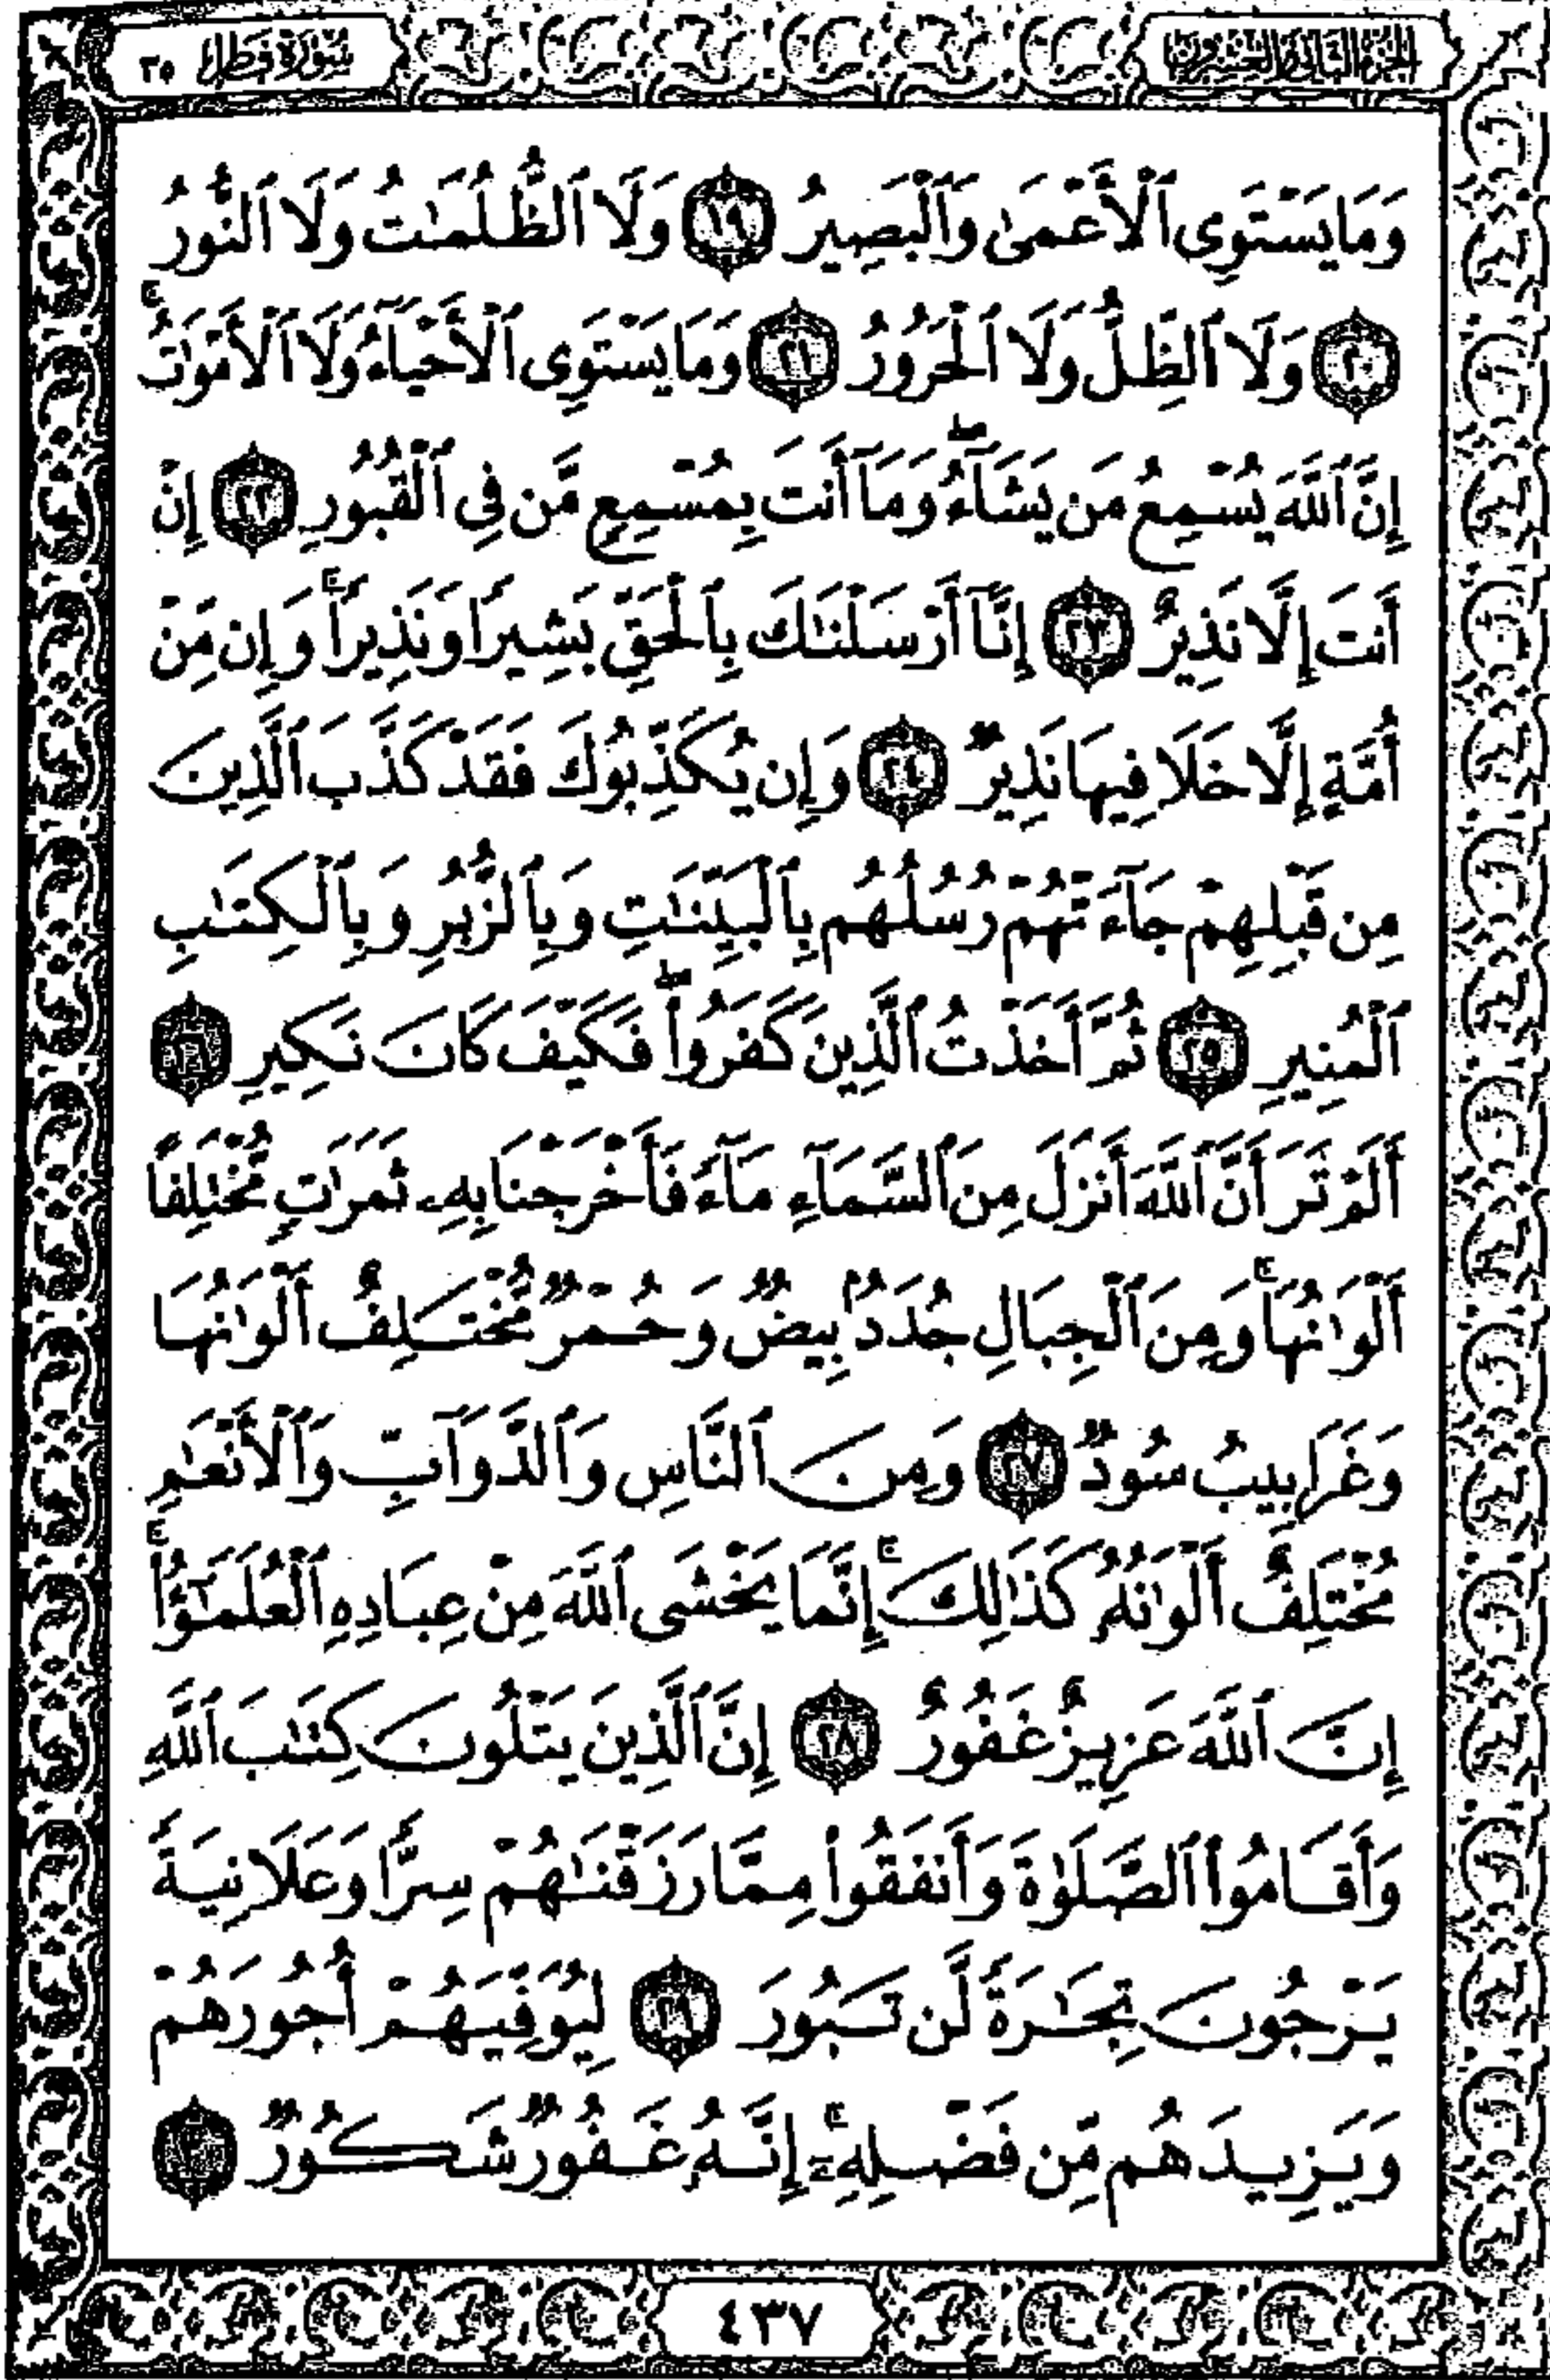 الجزء الثاني والعشرون
سورة فاطر ٣٥
وَمَا يَسْتَوِى ٱلْأَعْمَىٰ وَٱلْبَصِيرُ ١٩ وَلَا ٱلظُّلُمَٰتُ وَلَا ٱلنُّورُ
٢٠ وَلَا ٱلظِّلُّ وَلَا ٱلْحَرُورُ ٢١ وَمَا يَسْتَوِى ٱلْأَحْيَآءُ وَلَا ٱلْأَمْوَٰتُ ۚ
إِنَّ ٱللَّهَ يُسْمِعُ مَن يَشَآءُ ۖ وَمَآ أَنتَ بِمُسْمِعٍ مَّن فِى ٱلْقُبُورِ ٢٢ إِنْ
أَنتَ إِلَّا نَذِيرٌ ٢٣ إِنَّآ أَرْسَلْنَٰكَ بِٱلْحَقِّ بَشِيرًا وَنَذِيرًا ۚ وَإِن مِّنْ
أُمَّةٍ إِلَّا خَلَا فِيهَا نَذِيرٌ ٢٤ وَإِن يُكَذِّبُوكَ فَقَدْ كَذَّبَ ٱلَّذِينَ
مِن قَبْلِهِمْ جَآءَتْهُمْ رُسُلُهُم بِٱلْبَيِّنَٰتِ وَبِٱلزُّبُرِ وَبِٱلْكِتَٰبِ
ٱلْمُنِيرِ ٢٥ ثُمَّ أَخَذْتُ ٱلَّذِينَ كَفَرُوا۟ ۖ فَكَيْفَ كَانَ نَكِيرِ ٢٦
أَلَمْ تَرَ أَنَّ ٱللَّهَ أَنزَلَ مِنَ ٱلسَّمَآءِ مَآءً فَأَخْرَجْنَا بِهِۦ ثَمَرَٰتٍ مُّخْتَلِفًا
أَلْوَٰنُهَا ۚ وَمِنَ ٱلْجِبَالِ جُدَدٌۢ بِيضٌ وَحُمْرٌ مُّخْتَلِفٌ أَلْوَٰنُهَا
وَغَرَابِيبُ سُودٌ ٢٧ وَمِنَ ٱلنَّاسِ وَٱلدَّوَآبِّ وَٱلْأَنْعَٰمِ
مُخْتَلِفٌ أَلْوَٰنُهُۥ كَذَٰلِكَ ۗ إِنَّمَا يَخْشَى ٱللَّهَ مِنْ عِبَادِهِ ٱلْعُلَمَٰٓؤُا۟ ۗ
إِنَّ ٱللَّهَ عَزِيزٌ غَفُورٌ ٢٨ إِنَّ ٱلَّذِينَ يَتْلُونَ كِتَٰبَ ٱللَّهِ
وَأَقَامُوا۟ ٱلصَّلَوٰةَ وَأَنفَقُوا۟ مِمَّا رَزَقْنَٰهُمْ سِرًّا وَعَلَانِيَةً
يَرْجُونَ تِجَٰرَةً لَّن تَبُورَ ٢٩ لِيُوَفِّيَهُمْ أُجُورَهُمْ
وَيَزِيدَهُم مِّن فَضْلِهِۦٓ ۚ إِنَّهُۥ غَفُورٌ شَكُورٌ ٣٠
٤٣٧